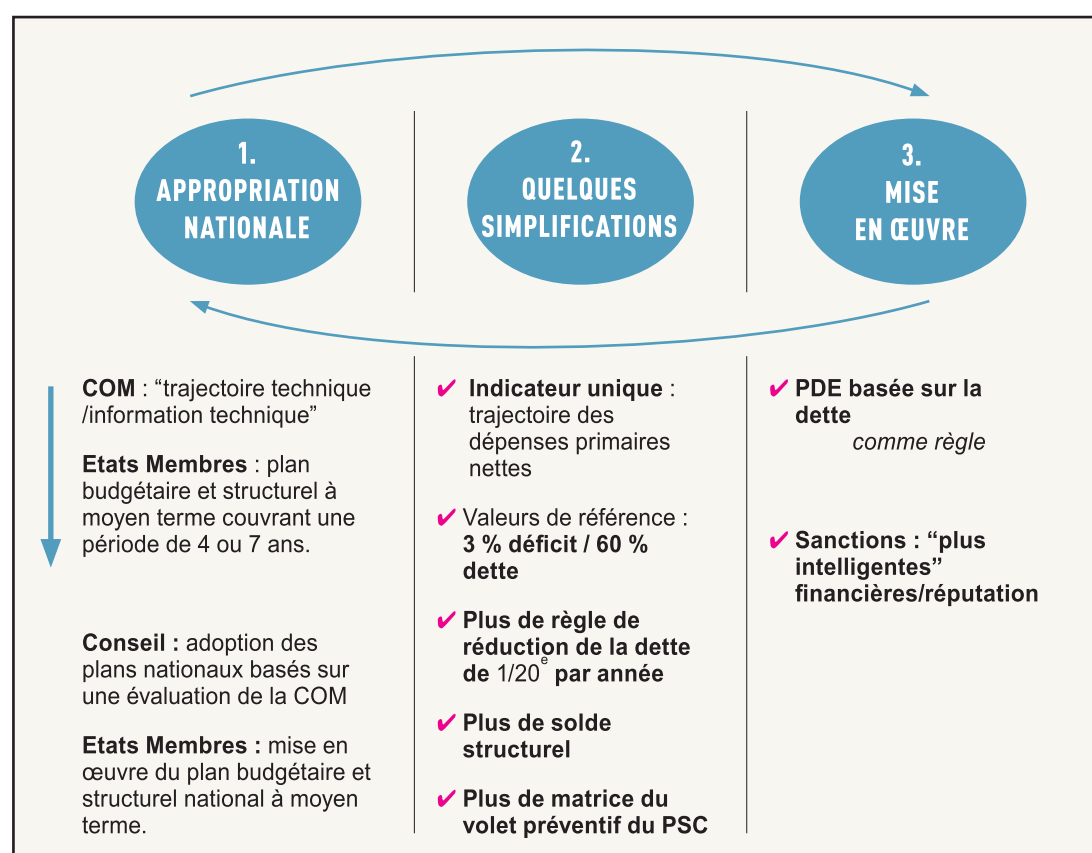 1.
APPROPRIATION
NATIONALE
2.
QUELQUES
SIMPLIFICATIONS
3.
MISE
EN ŒUVRE
COM : “trajectoire technique
/information technique”
Etats Membres : plan
budgétaire et structurel à
moyen terme couvrant une
période de 4 ou 7 ans.
Conseil : adoption des
plans nationaux basés sur
une évaluation de la COM
Etats Membres : mise en
œuvre du plan budgétaire et
structurel national à moyen
terme.
✔ Indicateur unique :
trajectoire des
dépenses primaires
nettes
✔ Valeurs de référence :
3 % déficit / 60 %
dette
✔ Plus de règle de
réduction de la dette
de 1/20e par année
✔ Plus de solde
structurel
✔ Plus de matrice du
volet préventif du PSC
✔ PDE basée sur la
dette
comme règle
✔ Sanctions : “plus
intelligentes”
financières/réputation